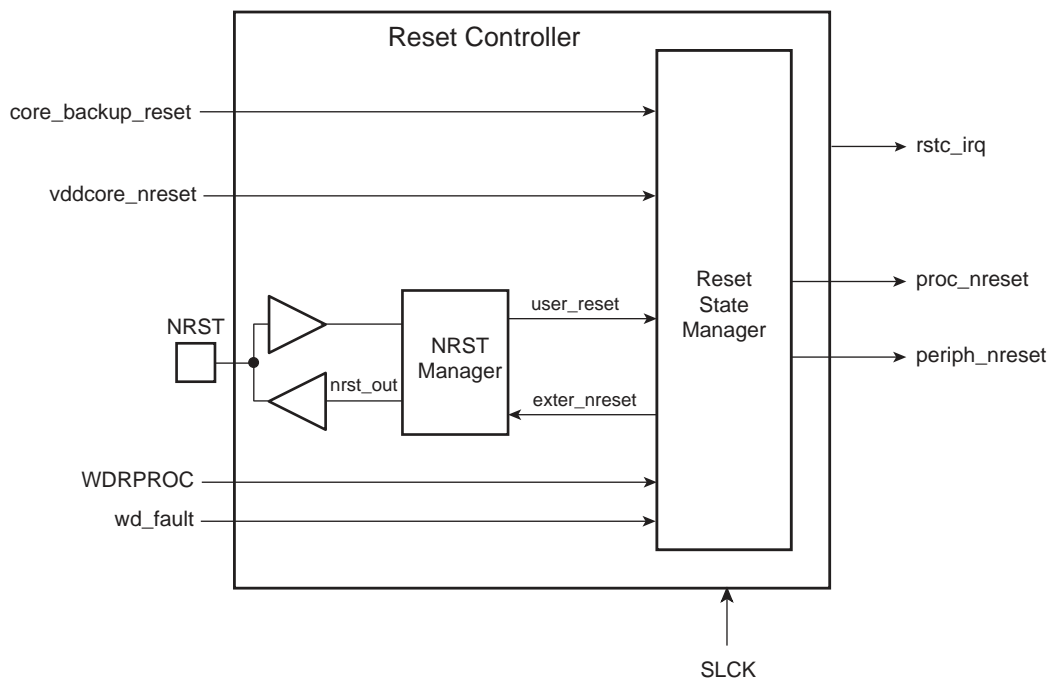 Reset Controller
core_backup_reset
rstc_irq
vddcore_nreset
Reset
State
Manager
proc_nreset
user_reset
NRST
NRST
Manager
periph_nreset
nrst_out
exter_nreset
WDRPROC
wd_fault
SLCK